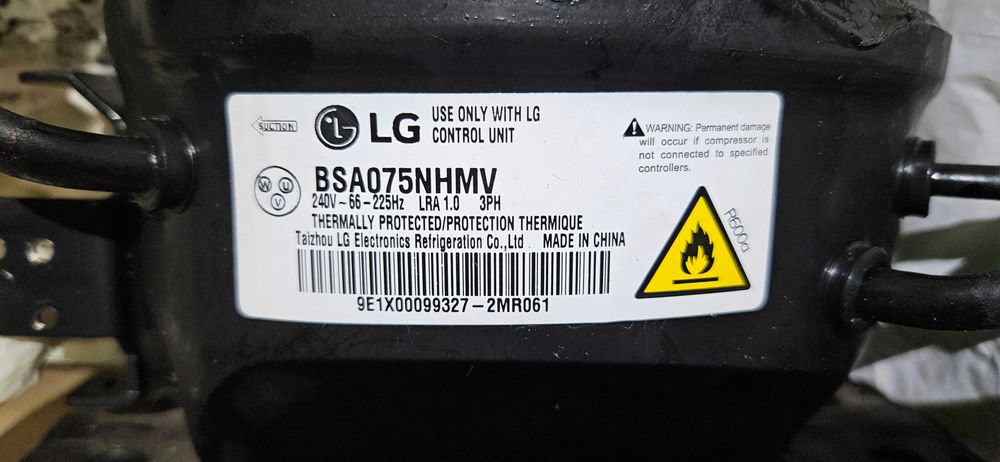 SUCTION
LG
USE ONLY WITH LG
CONTROL UNIT
WARNING: Permanent damage
will occur if compressor is
not connected to specified
controllers.
W U
V
BSA075NHMV
240V~66-225Hz LRA 1.0 3PH
THERMALLY PROTECTED/PROTECTION THERMIQUE
Taizhou LG Electronics Refrigeration Co.,Ltd MADE IN CHINA
9E1X00099327-2MR061
R600a